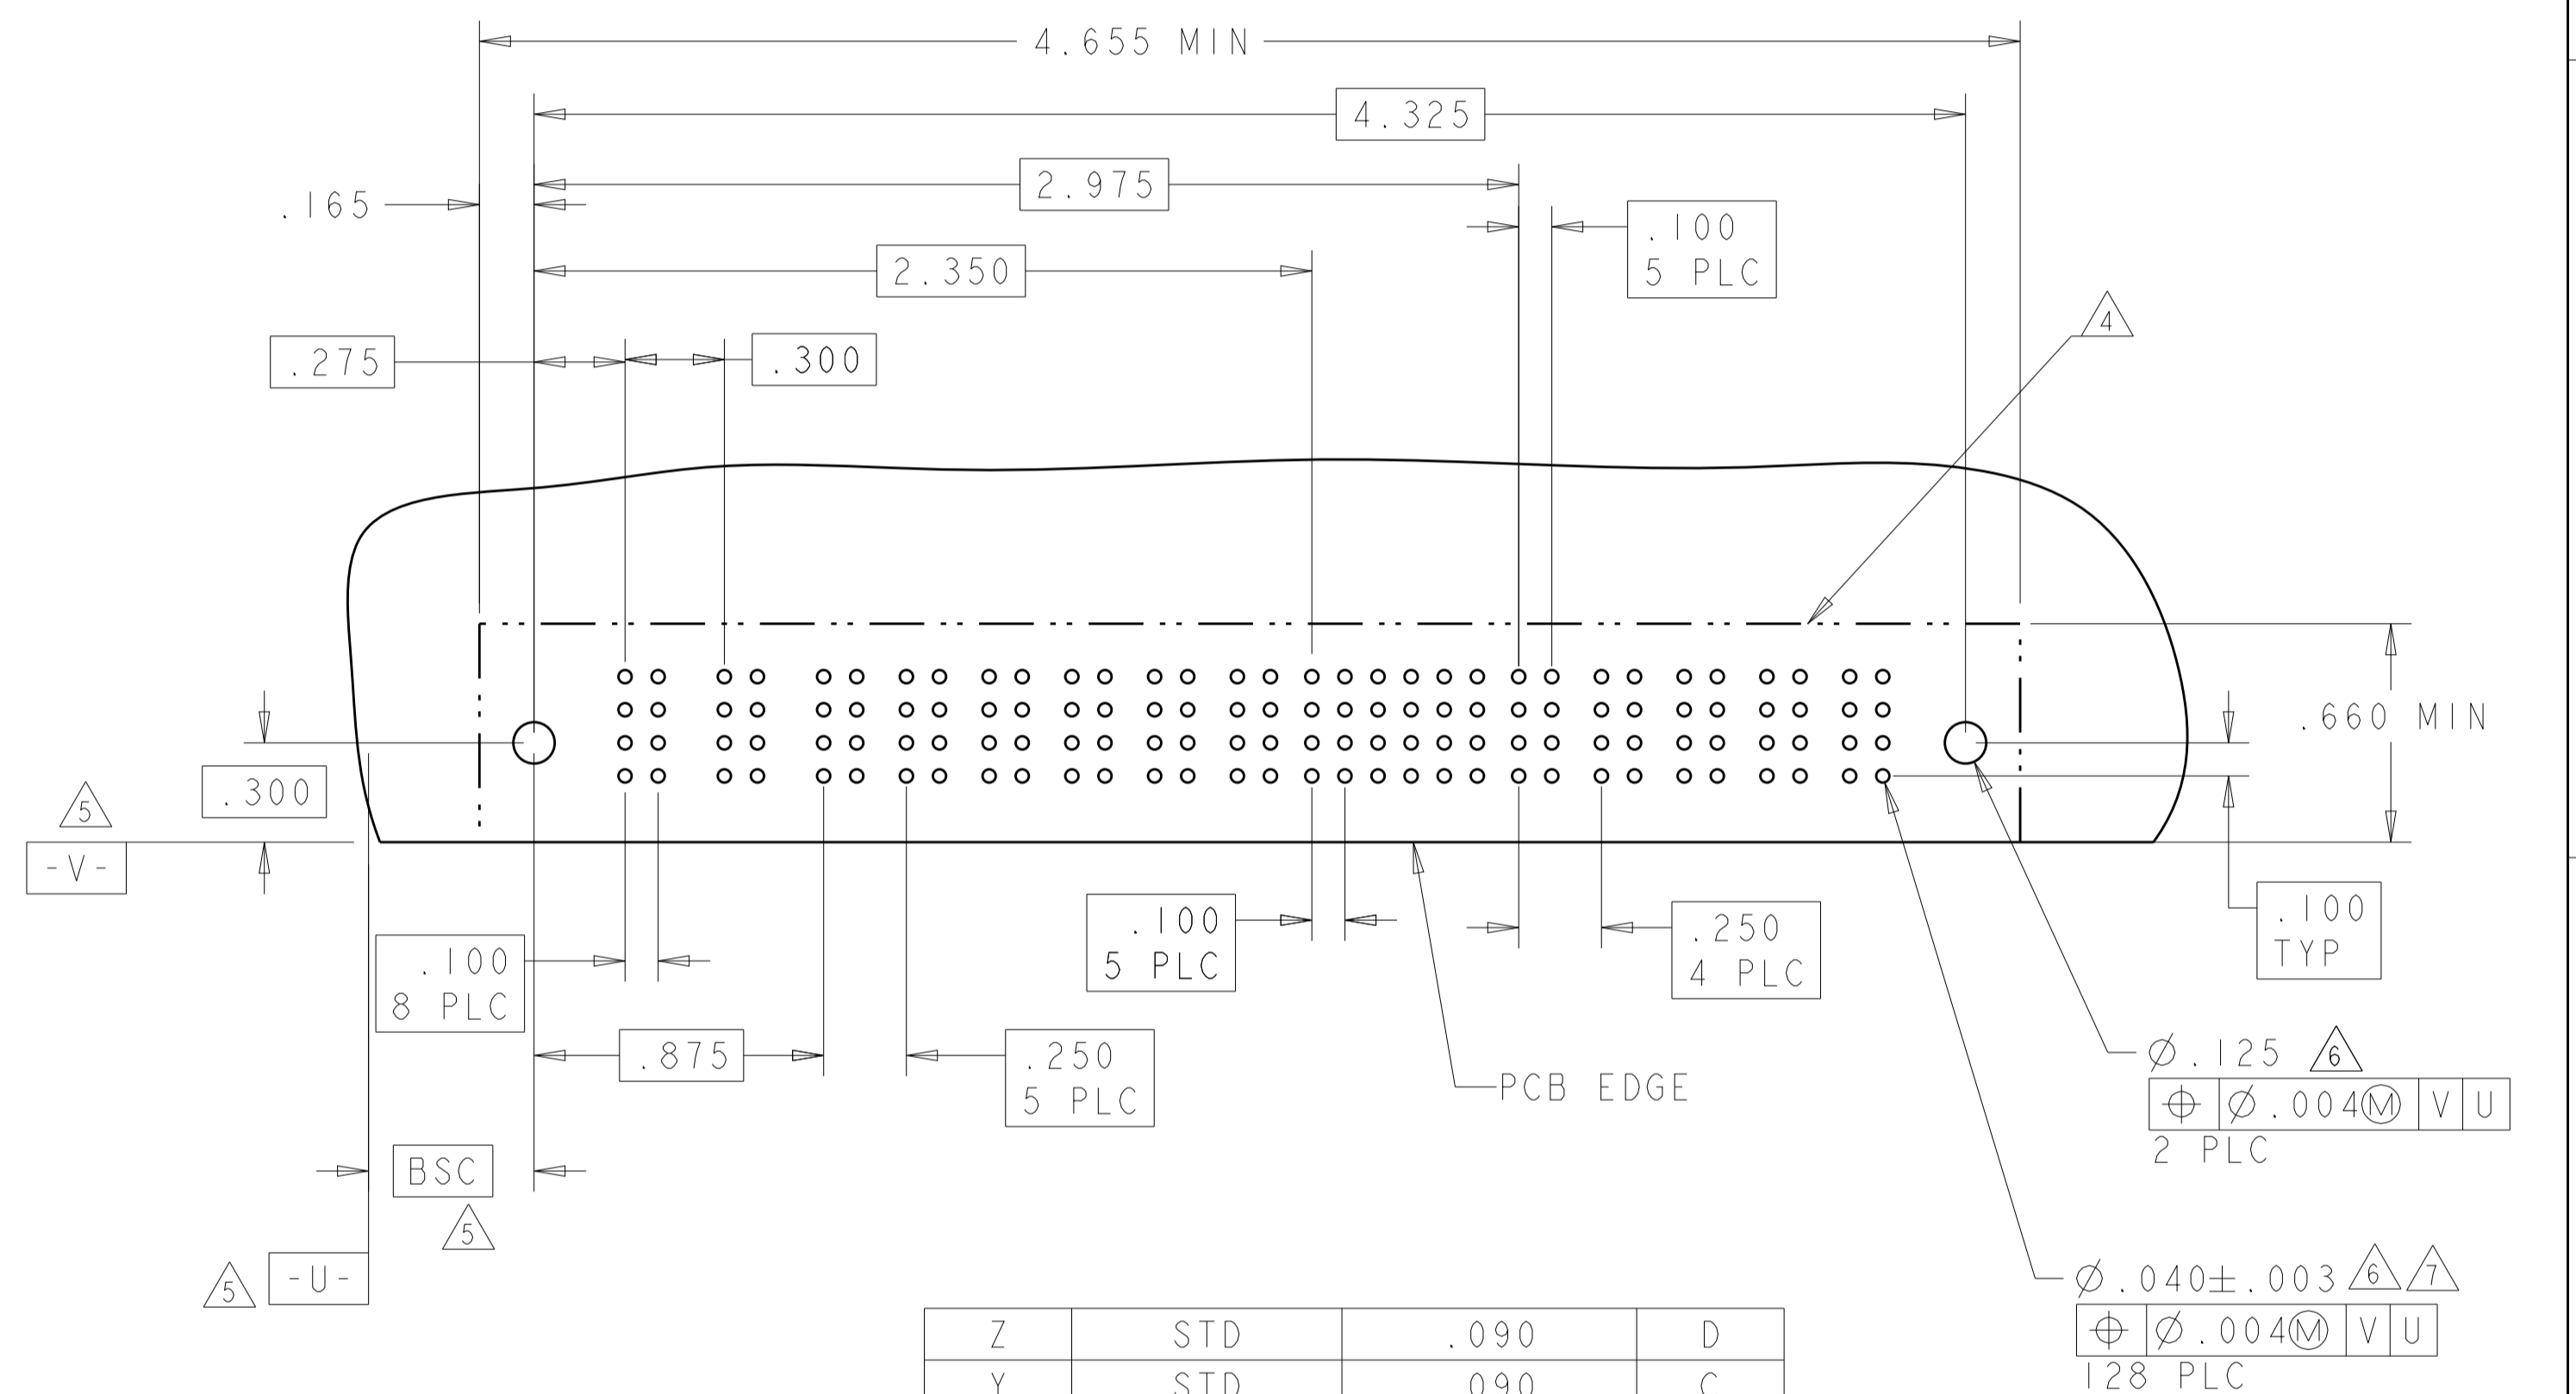 4.655 MIN
4.325
2.975
.165
.100
5 PLC
2.350
4
.275
.300
.660 MIN
.300
5
-V-
.100
5 PLC
.250
4 PLC
.100
TYP
.100
8 PLC
.875
.250
5 PLC
PCB EDGE
Ø.125 6
⌖ Ø.004Ⓜ V U
2 PLC
BSC
5
5 -U-
Ø.040±.003 6 7
⌖ Ø.004Ⓜ V U
128 PLC
Z STD .090 D
Y STD .090 C